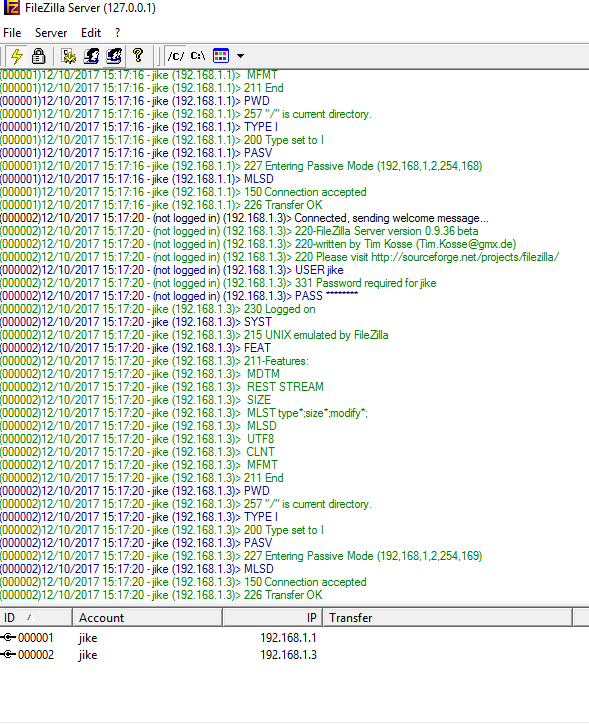 FileZilla Server (127.0.0.1)
File Server Edit ?
/C/ C:\
(000001)12/10/2017 15:17:16 - jike (192.168.1.1)> MFMT
(000001)12/10/2017 15:17:16 - jike (192.168.1.1)> 211 End
(000001)12/10/2017 15:17:16 - jike (192.168.1.1)> PWD
(000001)12/10/2017 15:17:16 - jike (192.168.1.1)> 257 "/" is current directory.
(000001)12/10/2017 15:17:16 - jike (192.168.1.1)> TYPE I
(000001)12/10/2017 15:17:16 - jike (192.168.1.1)> 200 Type set to I
(000001)12/10/2017 15:17:16 - jike (192.168.1.1)> PASV
(000001)12/10/2017 15:17:16 - jike (192.168.1.1)> 227 Entering Passive Mode (192,168,1,2,254,168)
(000001)12/10/2017 15:17:16 - jike (192.168.1.1)> MLSD
(000001)12/10/2017 15:17:16 - jike (192.168.1.1)> 150 Connection accepted
(000001)12/10/2017 15:17:16 - jike (192.168.1.1)> 226 Transfer OK
(000002)12/10/2017 15:17:20 - (not logged in) (192.168.1.3)> Connected, sending welcome message...
(000002)12/10/2017 15:17:20 - (not logged in) (192.168.1.3)> 220-FileZilla Server version 0.9.36 beta
(000002)12/10/2017 15:17:20 - (not logged in) (192.168.1.3)> 220-written by Tim Kosse (Tim.Kosse@gmx.de)
(000002)12/10/2017 15:17:20 - (not logged in) (192.168.1.3)> 220 Please visit http://sourceforge.net/projects/filezilla/
(000002)12/10/2017 15:17:20 - (not logged in) (192.168.1.3)> USER jike
(000002)12/10/2017 15:17:20 - (not logged in) (192.168.1.3)> 331 Password required for jike
(000002)12/10/2017 15:17:20 - (not logged in) (192.168.1.3)> PASS ********
(000002)12/10/2017 15:17:20 - jike (192.168.1.3)> 230 Logged on
(000002)12/10/2017 15:17:20 - jike (192.168.1.3)> SYST
(000002)12/10/2017 15:17:20 - jike (192.168.1.3)> 215 UNIX emulated by FileZilla
(000002)12/10/2017 15:17:20 - jike (192.168.1.3)> FEAT
(000002)12/10/2017 15:17:20 - jike (192.168.1.3)> 211-Features:
(000002)12/10/2017 15:17:20 - jike (192.168.1.3)> MDTM
(000002)12/10/2017 15:17:20 - jike (192.168.1.3)> REST STREAM
(000002)12/10/2017 15:17:20 - jike (192.168.1.3)> SIZE
(000002)12/10/2017 15:17:20 - jike (192.168.1.3)> MLST type*;size*;modify*;
(000002)12/10/2017 15:17:20 - jike (192.168.1.3)> MLSD
(000002)12/10/2017 15:17:20 - jike (192.168.1.3)> UTF8
(000002)12/10/2017 15:17:20 - jike (192.168.1.3)> CLNT
(000002)12/10/2017 15:17:20 - jike (192.168.1.3)> MFMT
(000002)12/10/2017 15:17:20 - jike (192.168.1.3)> 211 End
(000002)12/10/2017 15:17:20 - jike (192.168.1.3)> PWD
(000002)12/10/2017 15:17:20 - jike (192.168.1.3)> 257 "/" is current directory.
(000002)12/10/2017 15:17:20 - jike (192.168.1.3)> TYPE I
(000002)12/10/2017 15:17:20 - jike (192.168.1.3)> 200 Type set to I
(000002)12/10/2017 15:17:20 - jike (192.168.1.3)> PASV
(000002)12/10/2017 15:17:20 - jike (192.168.1.3)> 227 Entering Passive Mode (192,168,1,2,254,169)
(000002)12/10/2017 15:17:20 - jike (192.168.1.3)> MLSD
(000002)12/10/2017 15:17:20 - jike (192.168.1.3)> 150 Connection accepted
(000002)12/10/2017 15:17:20 - jike (192.168.1.3)> 226 Transfer OK
ID / Account IP Transfer
000001 jike 192.168.1.1
000002 jike 192.168.1.3